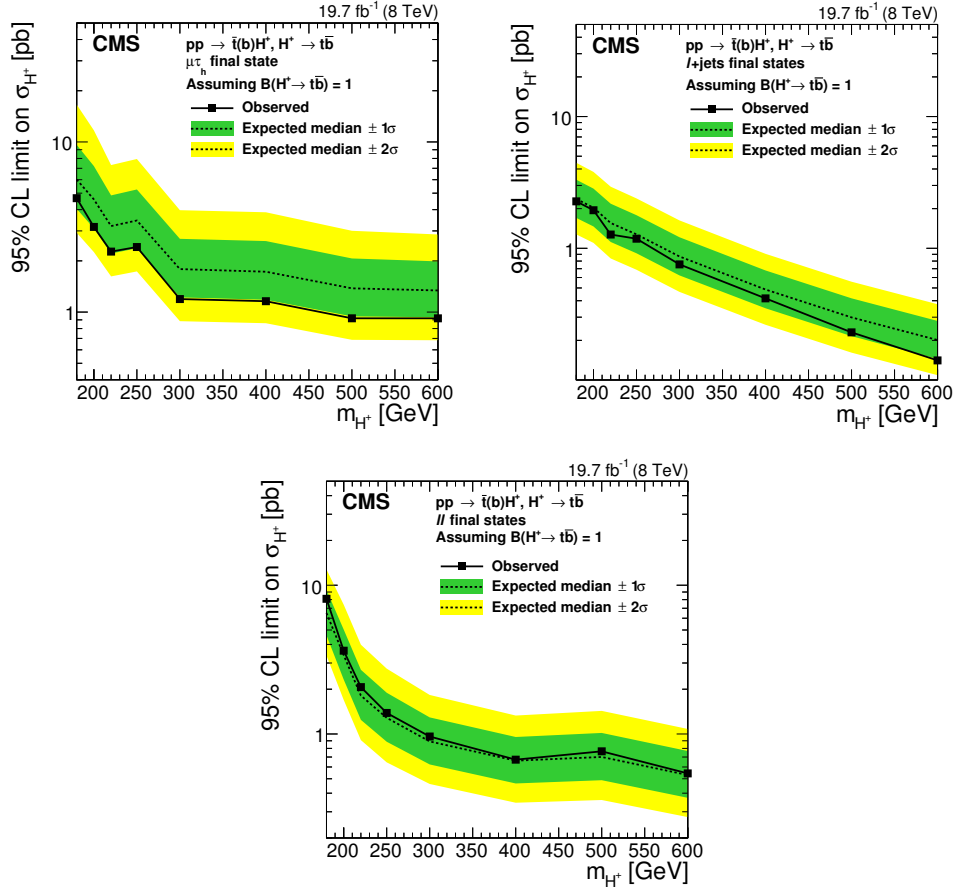 19.7 fb⁻¹ (8 TeV)
CMS
pp → t̄(b)H⁺, H⁺ → tb̄
μτₕ final state
Assuming B(H⁺→ tb̄) = 1
Observed
Expected median ± 1σ
Expected median ± 2σ
95% CL limit on σ_H⁺ [pb]
10
1
200 250 300 350 400 450 500 550 600
m_H⁺ [GeV]
19.7 fb⁻¹ (8 TeV)
CMS
pp → t̄(b)H⁺, H⁺ → tb̄
l+jets final states
Assuming B(H⁺→ tb̄) = 1
Observed
Expected median ± 1σ
Expected median ± 2σ
95% CL limit on σ_H⁺ [pb]
10
1
200 250 300 350 400 450 500 550 600
m_H⁺ [GeV]
19.7 fb⁻¹ (8 TeV)
CMS
pp → t̄(b)H⁺, H⁺ → tb̄
ll final states
Assuming B(H⁺→ tb̄) = 1
Observed
Expected median ± 1σ
Expected median ± 2σ
95% CL limit on σ_H⁺ [pb]
10
1
200 250 300 350 400 450 500 550 600
m_H⁺ [GeV]